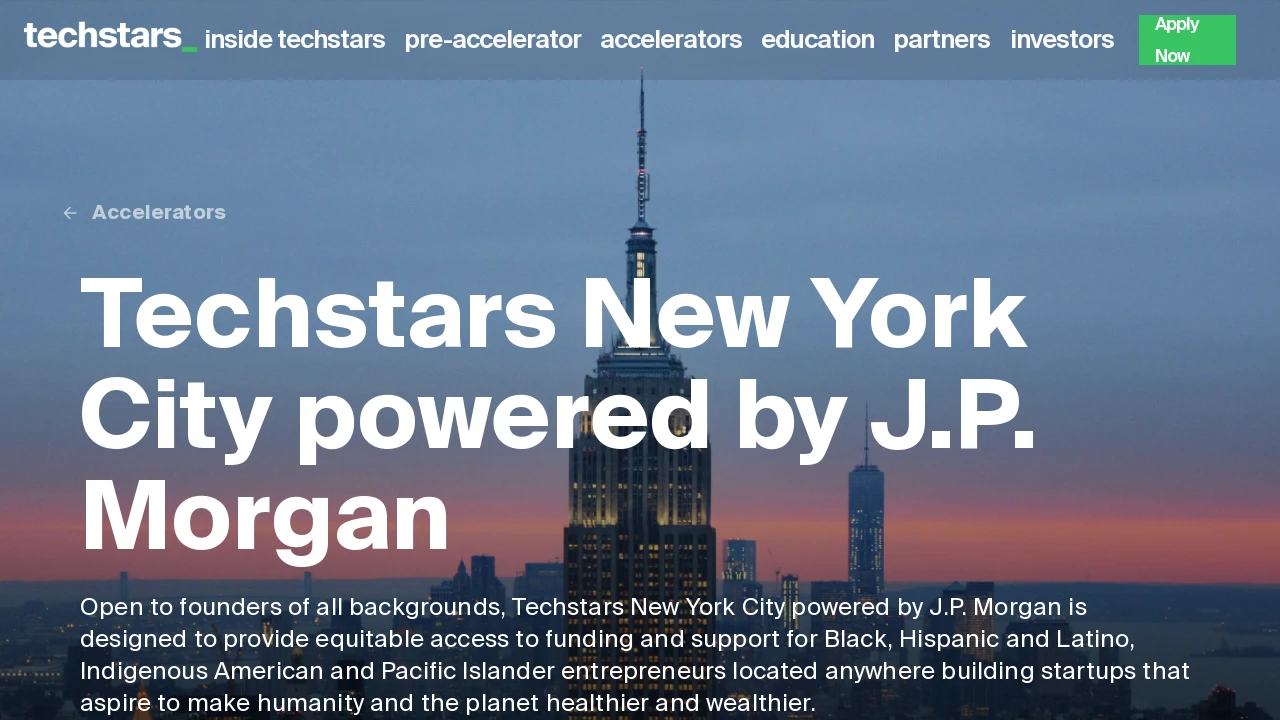 techstars_
inside techstars pre-accelerator accelerators education partners investors
Apply
Now
← Accelerators
Techstars New York
City powered by J.P.
Morgan
Open to founders of all backgrounds, Techstars New York City powered by J.P. Morgan is
designed to provide equitable access to funding and support for Black, Hispanic and Latino,
Indigenous American and Pacific Islander entrepreneurs located anywhere building startups that
aspire to make humanity and the planet healthier and wealthier.